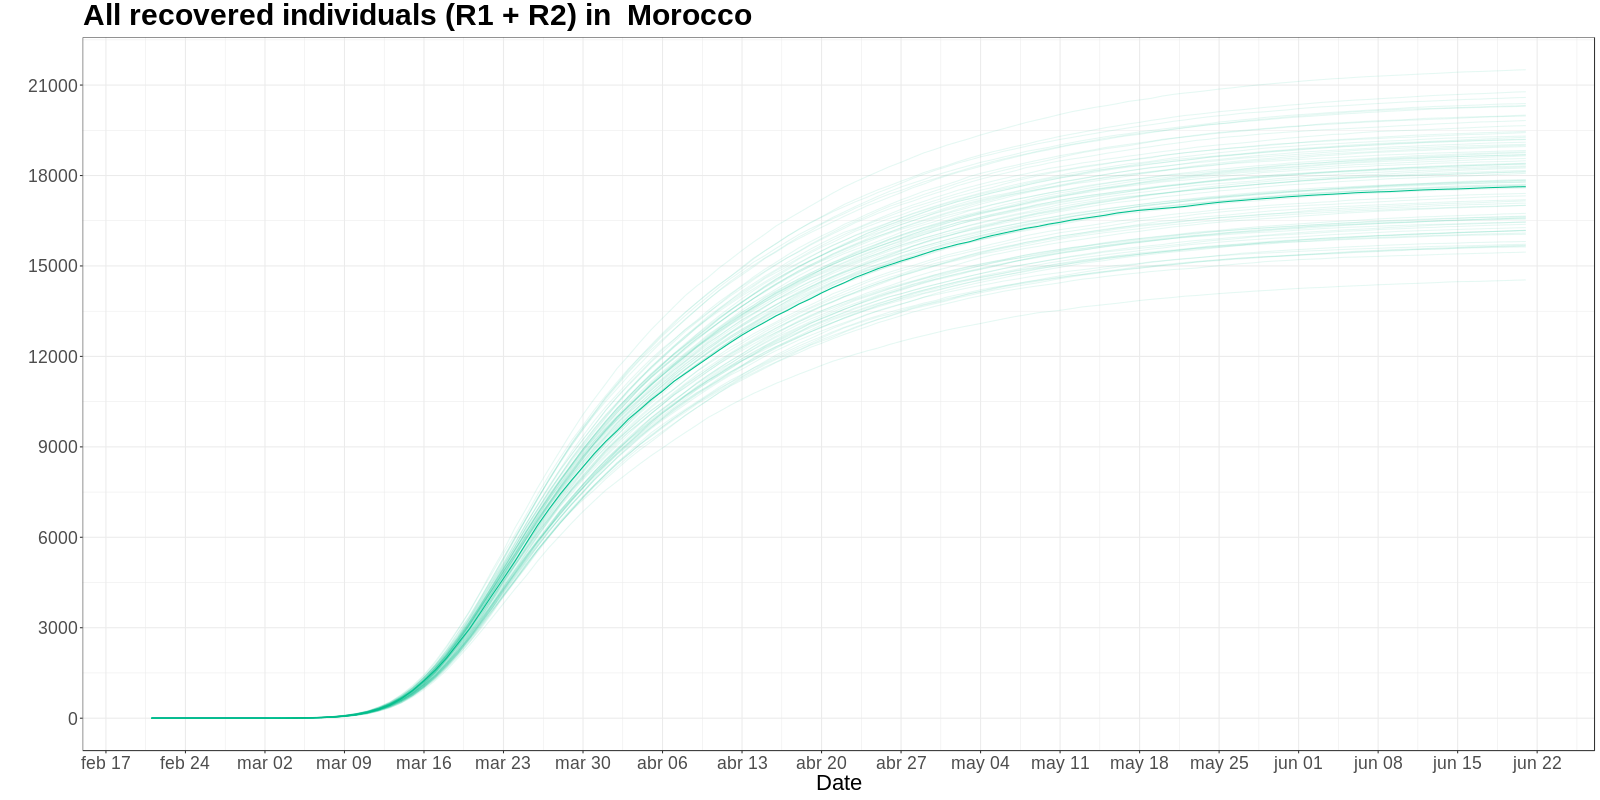 All recovered individuals (R1 + R2) in  Morocco
21000
18000
15000
12000
9000
6000
3000
0
feb 17 feb 24 mar 02 mar 09 mar 16 mar 23 mar 30 abr 06 abr 13 abr 20 abr 27 may 04 may 11 may 18 may 25 jun 01 jun 08 jun 15 jun 22
Date